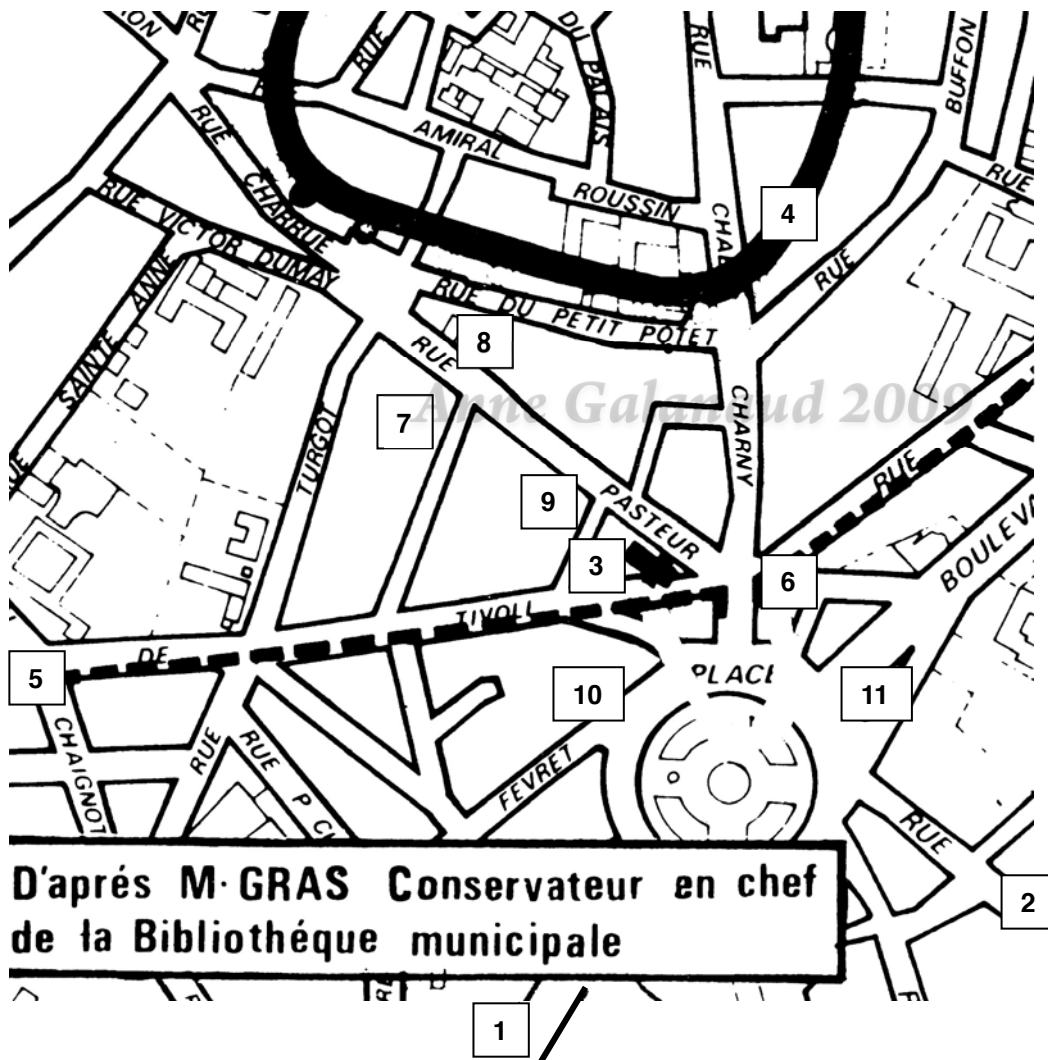 DU PALAIS
RUE
RUE
BUFFON
RUE
AMIRAL
ROUSSIN
RUE
CHARRUE
RUE VICTOR DUMAY
4
RUE
SAINTE ANNE
RUE DU PETIT POTET
8
RUE
Anne Galanaud 2009
7
CHARNY
TURGOT
RUE
9
PASTEUR
BOULEVA
3
6
TIVOLI
DE
5
PLACE
10
11
CHAIGNOT
RUE
RUE P
FEVRET
RUE
D'aprés M·GRAS Conservateur en chef
de la Bibliothéque municipale
2
1